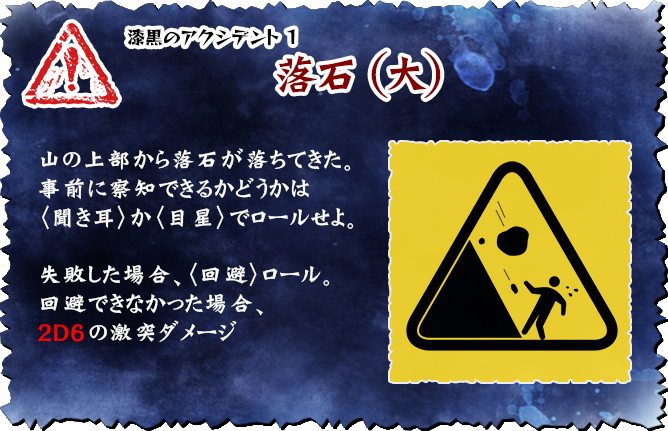 漆黒のアクシデント1
落石(大)
山の上部から落石が落ちてきた。
事前に察知できるかどうかは
〈聞き耳〉か〈目星〉でロールせよ。
失敗した場合、〈回避〉ロール。
回避できなかった場合、
2D6の激突ダメージ